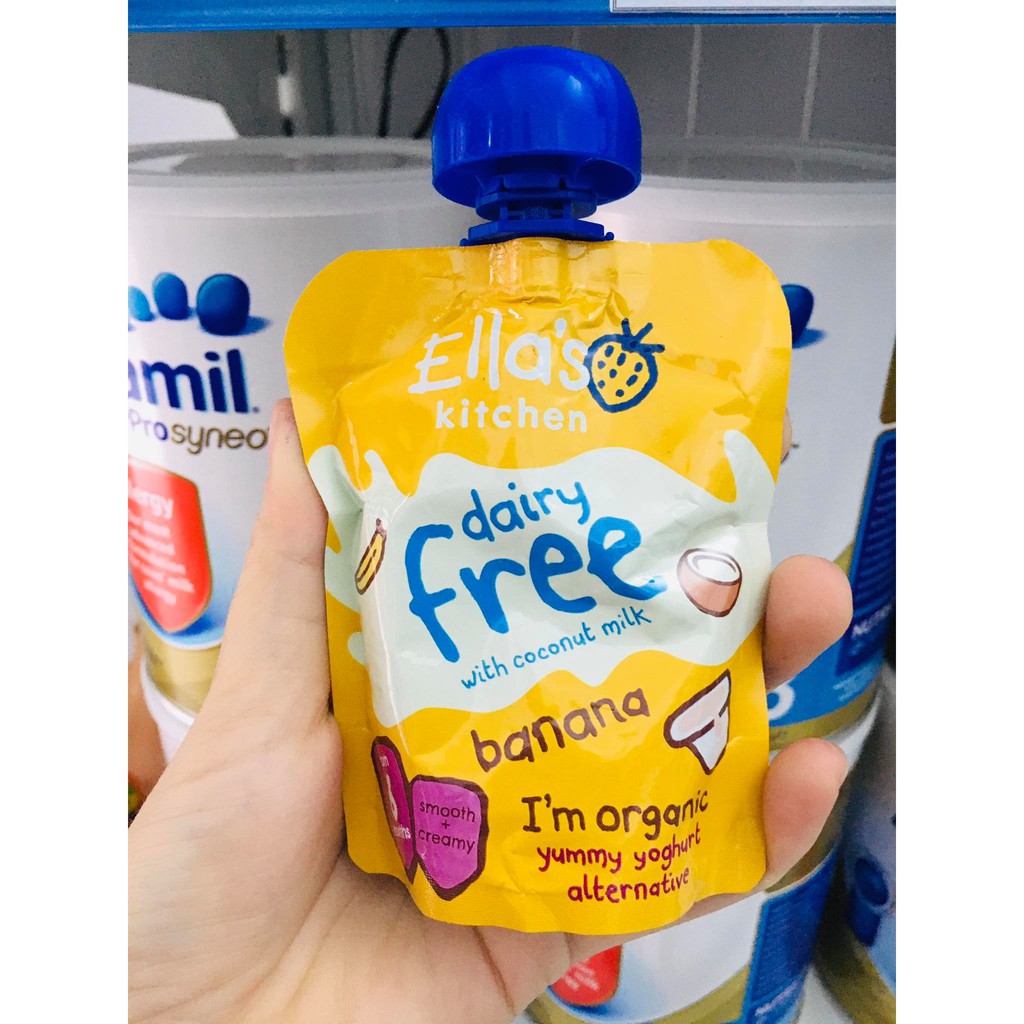 Ella's
kitchen
dairy
free
with coconut milk
banana
smooth
+
creamy
I'm organic
yummy yoghurt
alternative
amil
Prosyneo